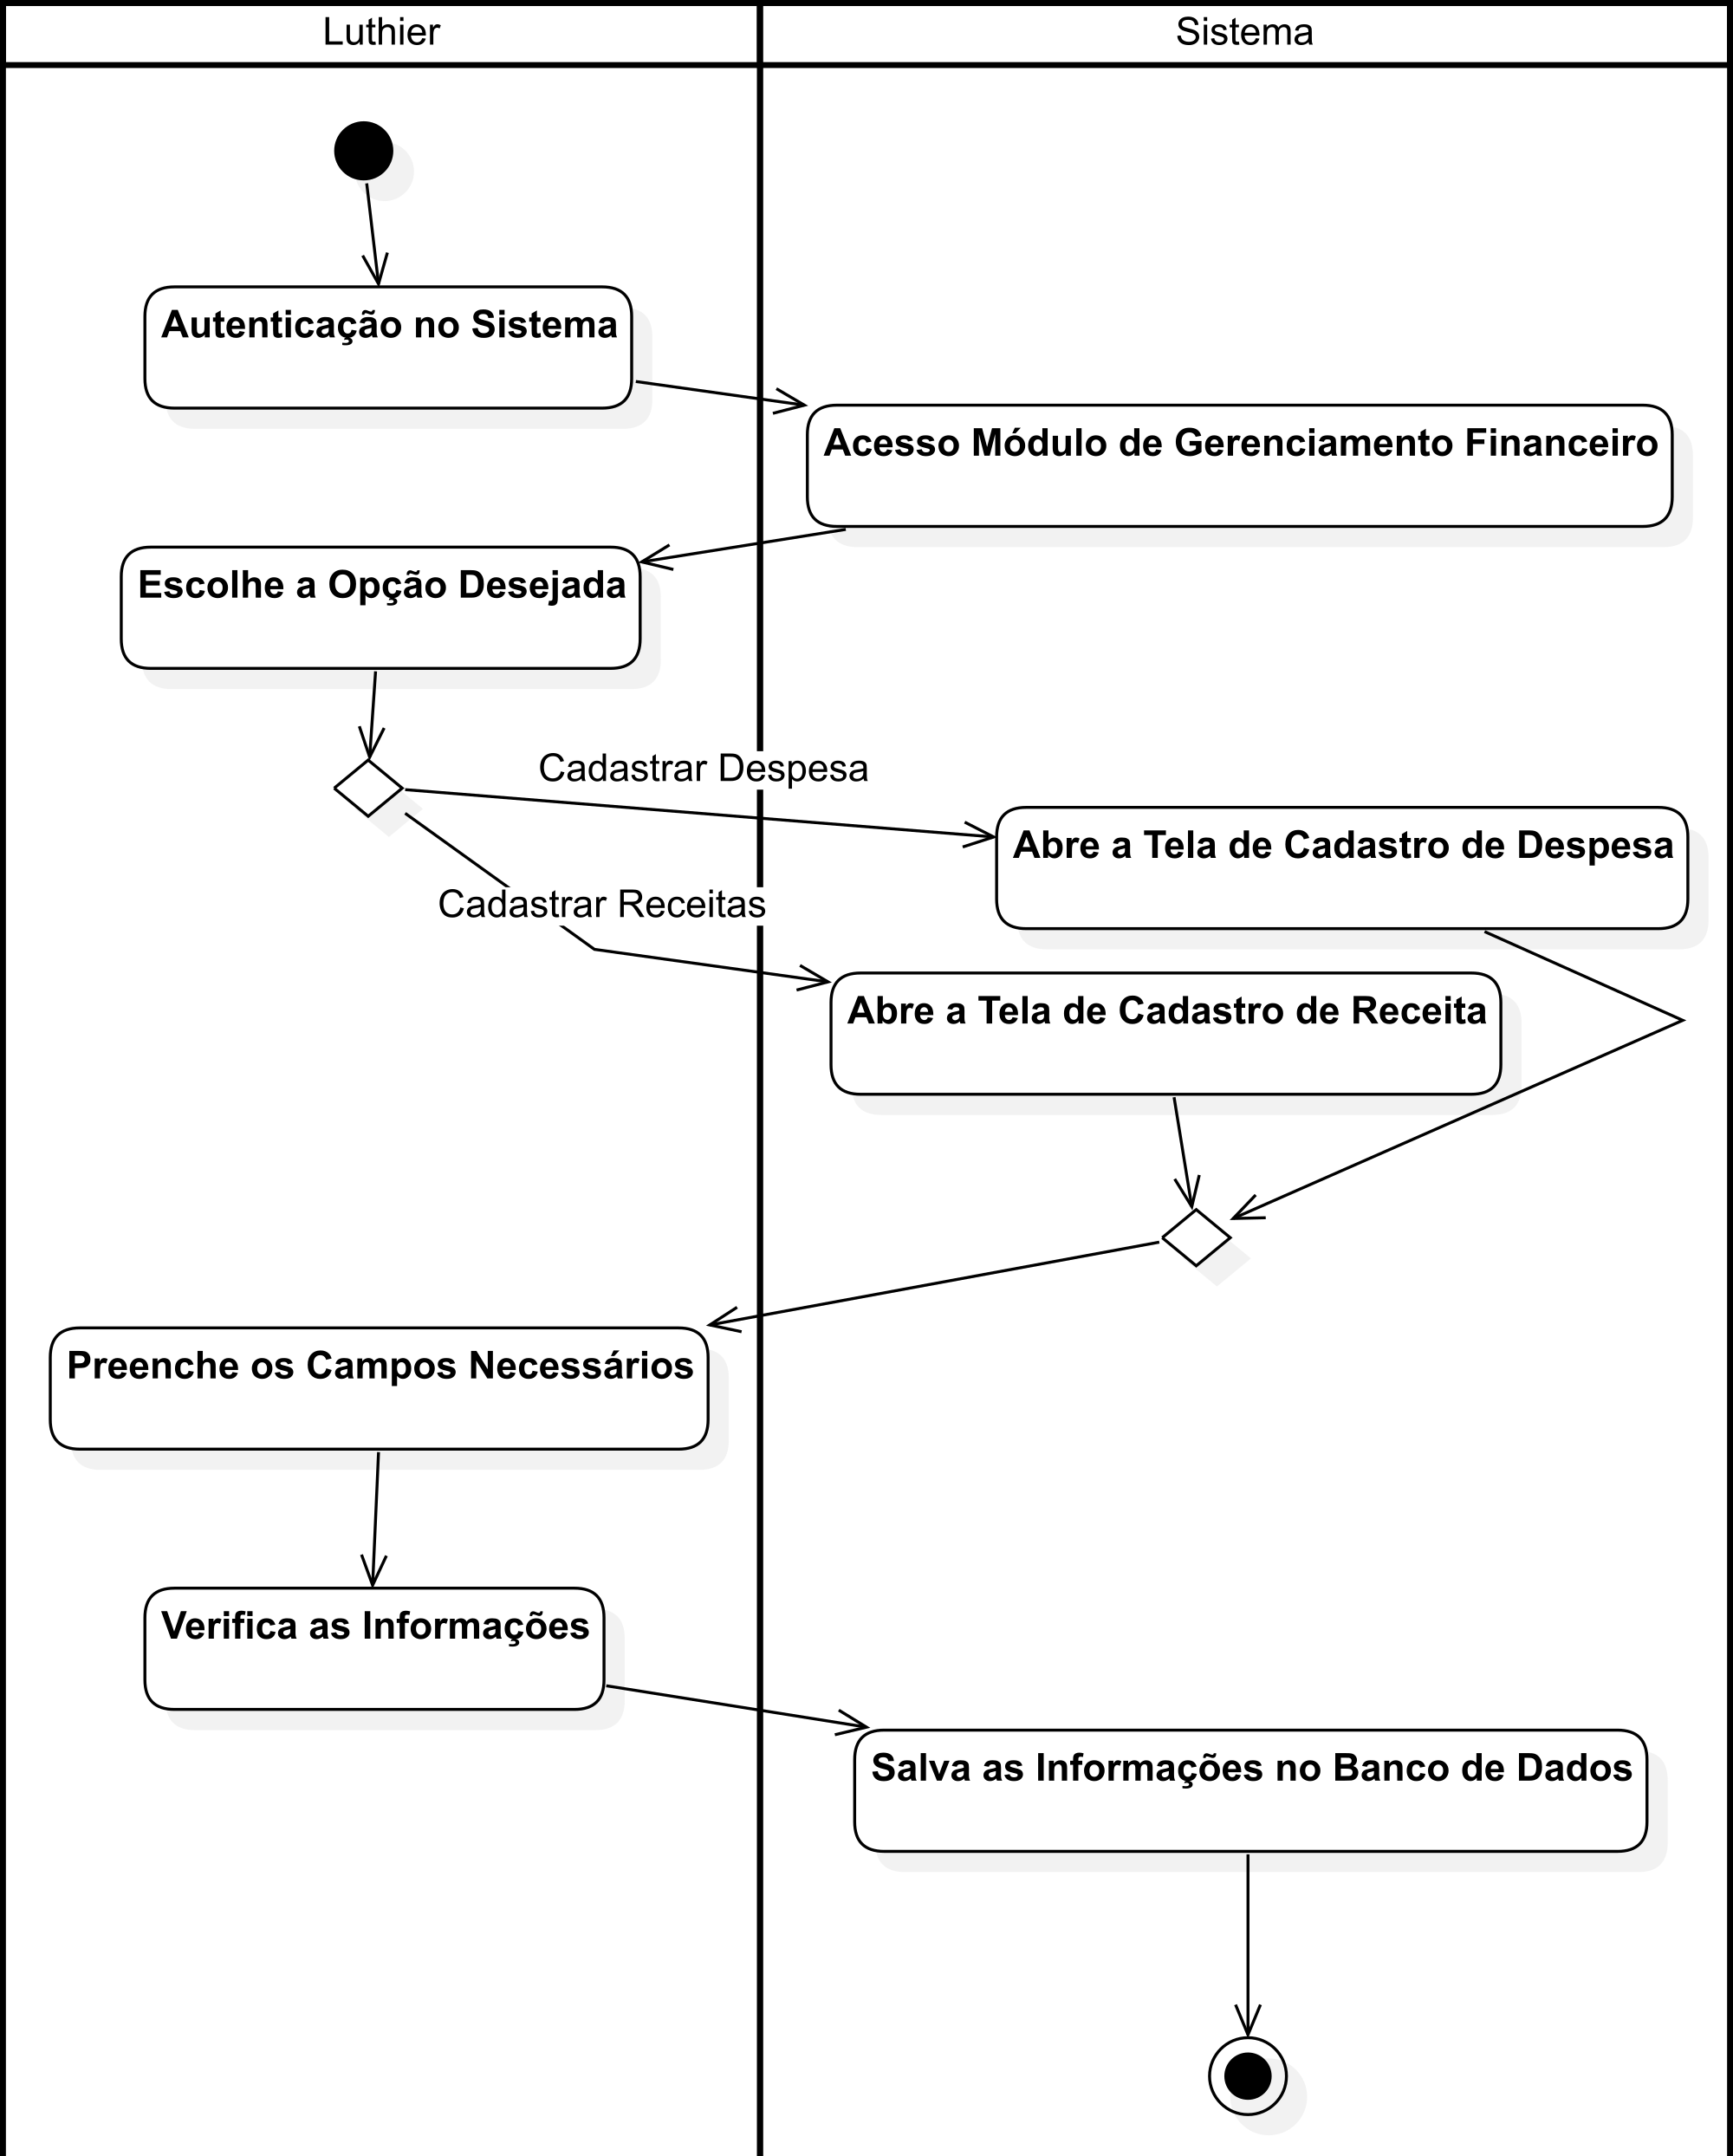 Luthier
Sistema
Autenticação no Sistema
Acesso Módulo de Gerenciamento Financeiro
Escolhe a Opção Desejada
Cadastrar Despesa
Abre a Tela de Cadastro de Despesa
Cadastrar Receitas
Abre a Tela de Cadastro de Receita
Preenche os Campos Necessários
Verifica as Informações
Salva as Informações no Banco de Dados